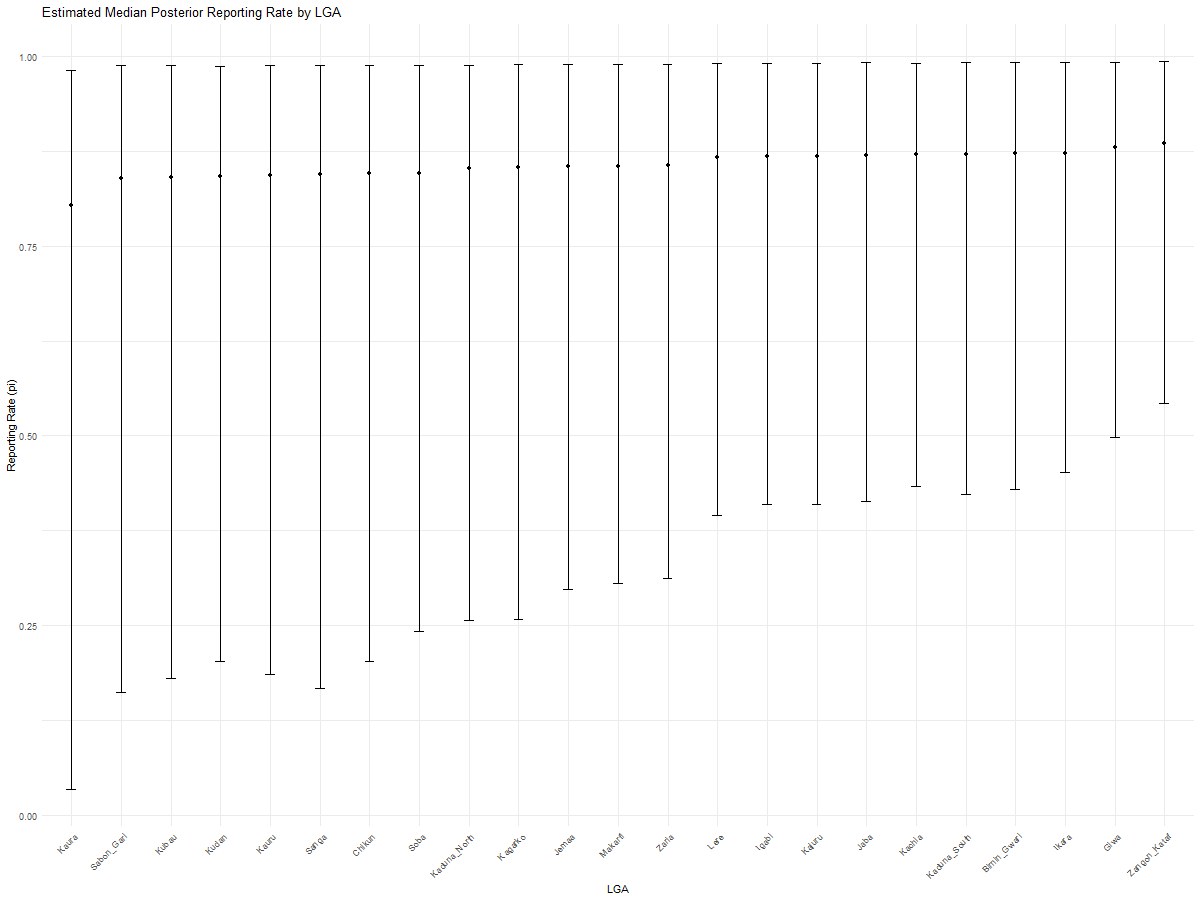 Estimated Median Posterior Reporting Rate by LGA
1.00
0.75
0.50
0.25
0.00
Reporting Rate (pi)
Kaura
Sabon_Gari
Kubau
Kudan
Kauru
Sanga
Chikun
Soba
Kaduna_North
Kagarko
Jemaa
Makarfi
Zaria
Lere
Igabi
Kajuru
Jaba
Kachia
Kaduna_South
Birnin_Gwari
Ikara
Giwa
Zangon_Kataf
LGA